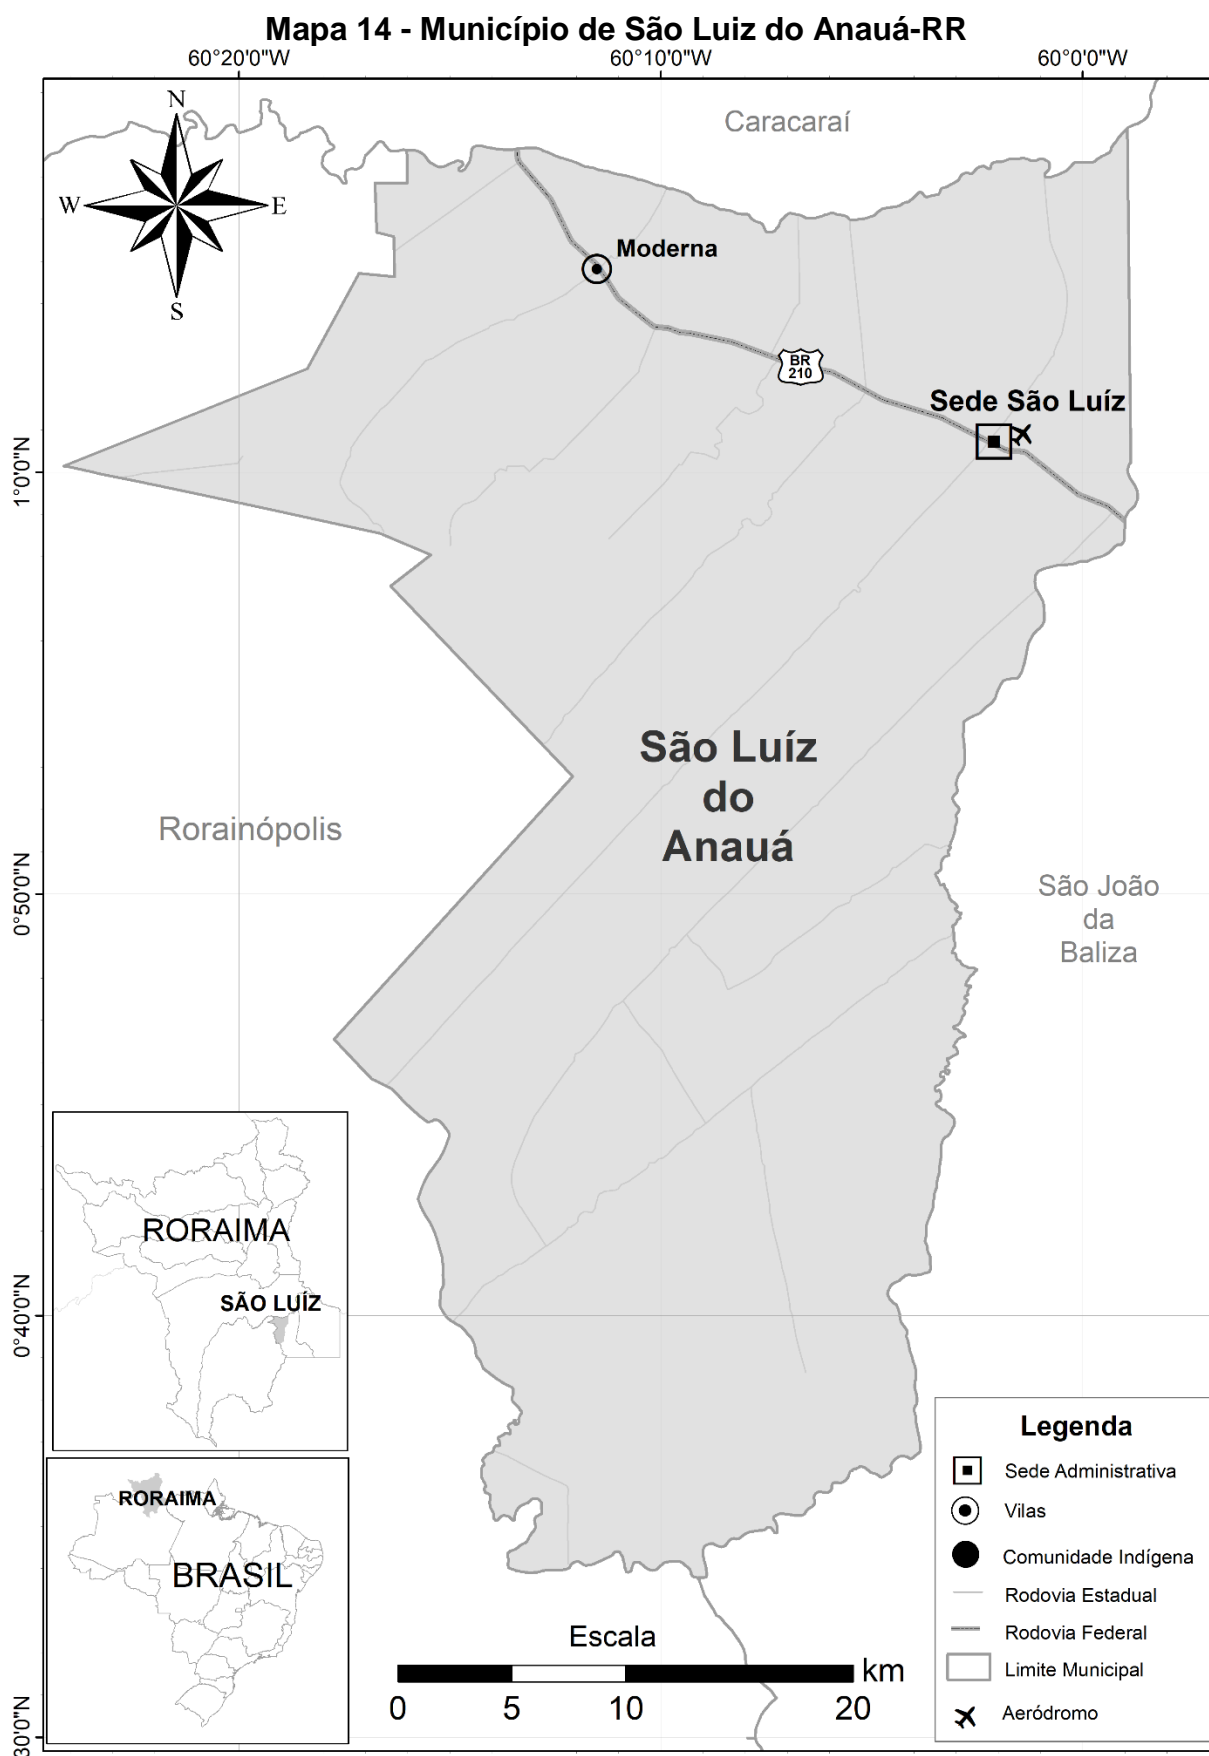 Mapa 14 - Município de São Luiz do Anauá-RR
60°20'0"W
60°10'0"W
60°0'0"W
N
W
E
S
Caracaraí
Moderna
BR
210
Sede São Luíz
1°0'0"N
São Luíz
do
Anauá
Rorainópolis
0°50'0"N
São João
da
Baliza
RORAIMA
SÃO LUÍZ
0°40'0"N
RORAIMA
BRASIL
Legenda
Sede Administrativa
Vilas
Comunidade Indígena
Rodovia Estadual
Rodovia Federal
Limite Municipal
Aeródromo
Escala
km
0
5
10
20
30'0"N